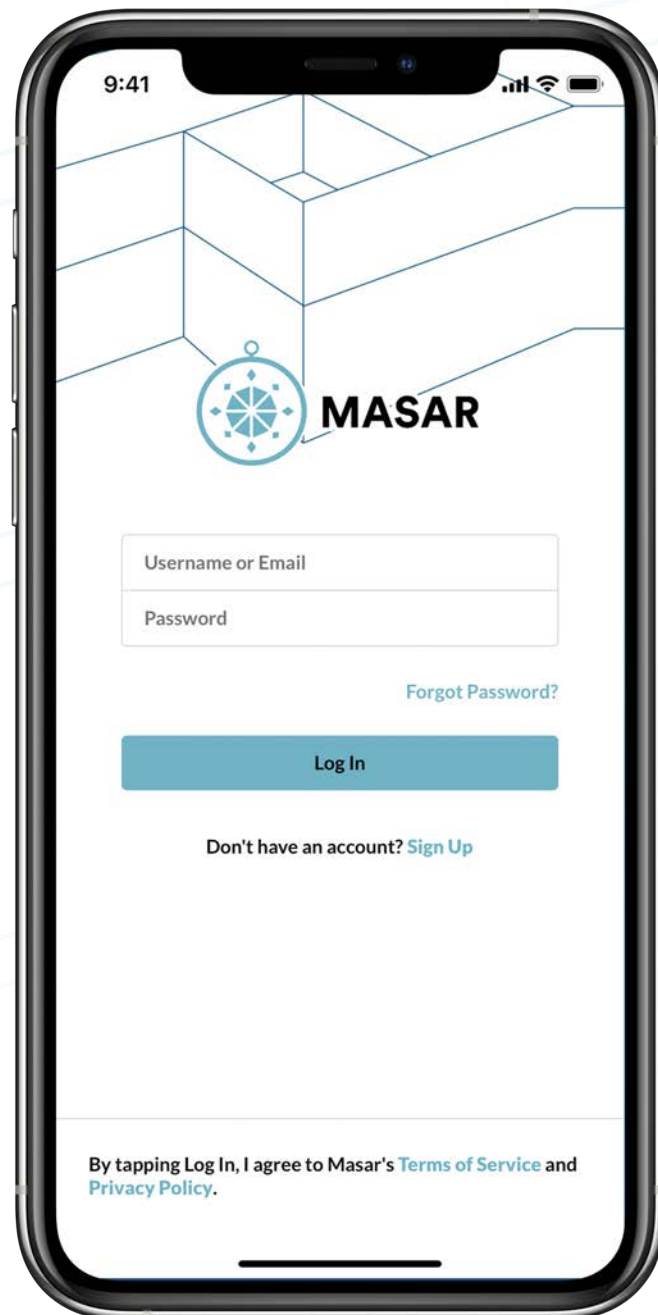 9:41
MASAR
Username or Email
Password
Forgot Password?
Log In
Don't have an account? Sign Up
By tapping Log In, I agree to Masar's Terms of Service and
Privacy Policy.